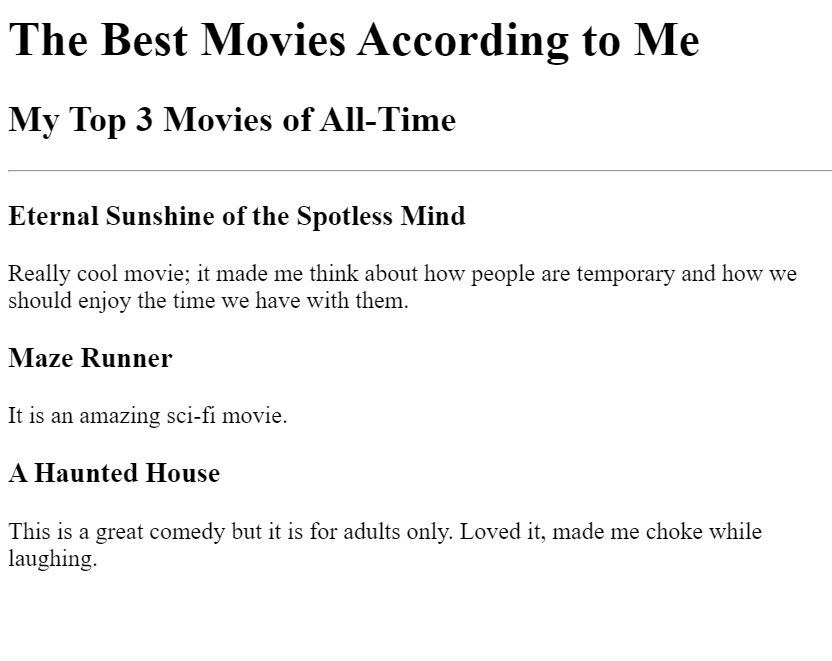 The Best Movies According to Me
My Top 3 Movies of All-Time
Eternal Sunshine of the Spotless Mind
Really cool movie; it made me think about how people are temporary and how we
should enjoy the time we have with them.
Maze Runner
It is an amazing sci-fi movie.
A Haunted House
This is a great comedy but it is for adults only. Loved it, made me choke while
laughing.